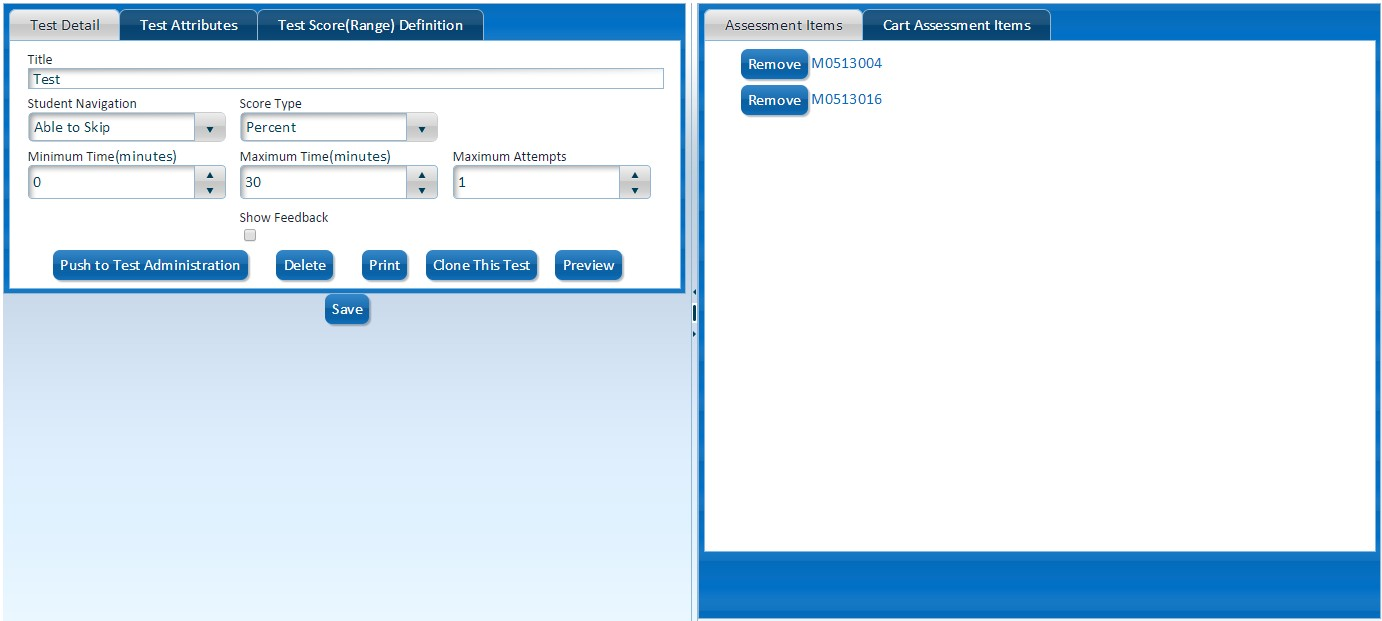 Test Detail Test Attributes Test Score(Range) Definition
Title
Test
Student Navigation Score Type
Able to Skip Percent
Minimum Time(minutes) Maximum Time(minutes) Maximum Attempts
0 30 1
Show Feedback
Push to Test Administration Delete Print Clone This Test Preview
Save
Assessment Items Cart Assessment Items
Remove M0513004
Remove M0513016